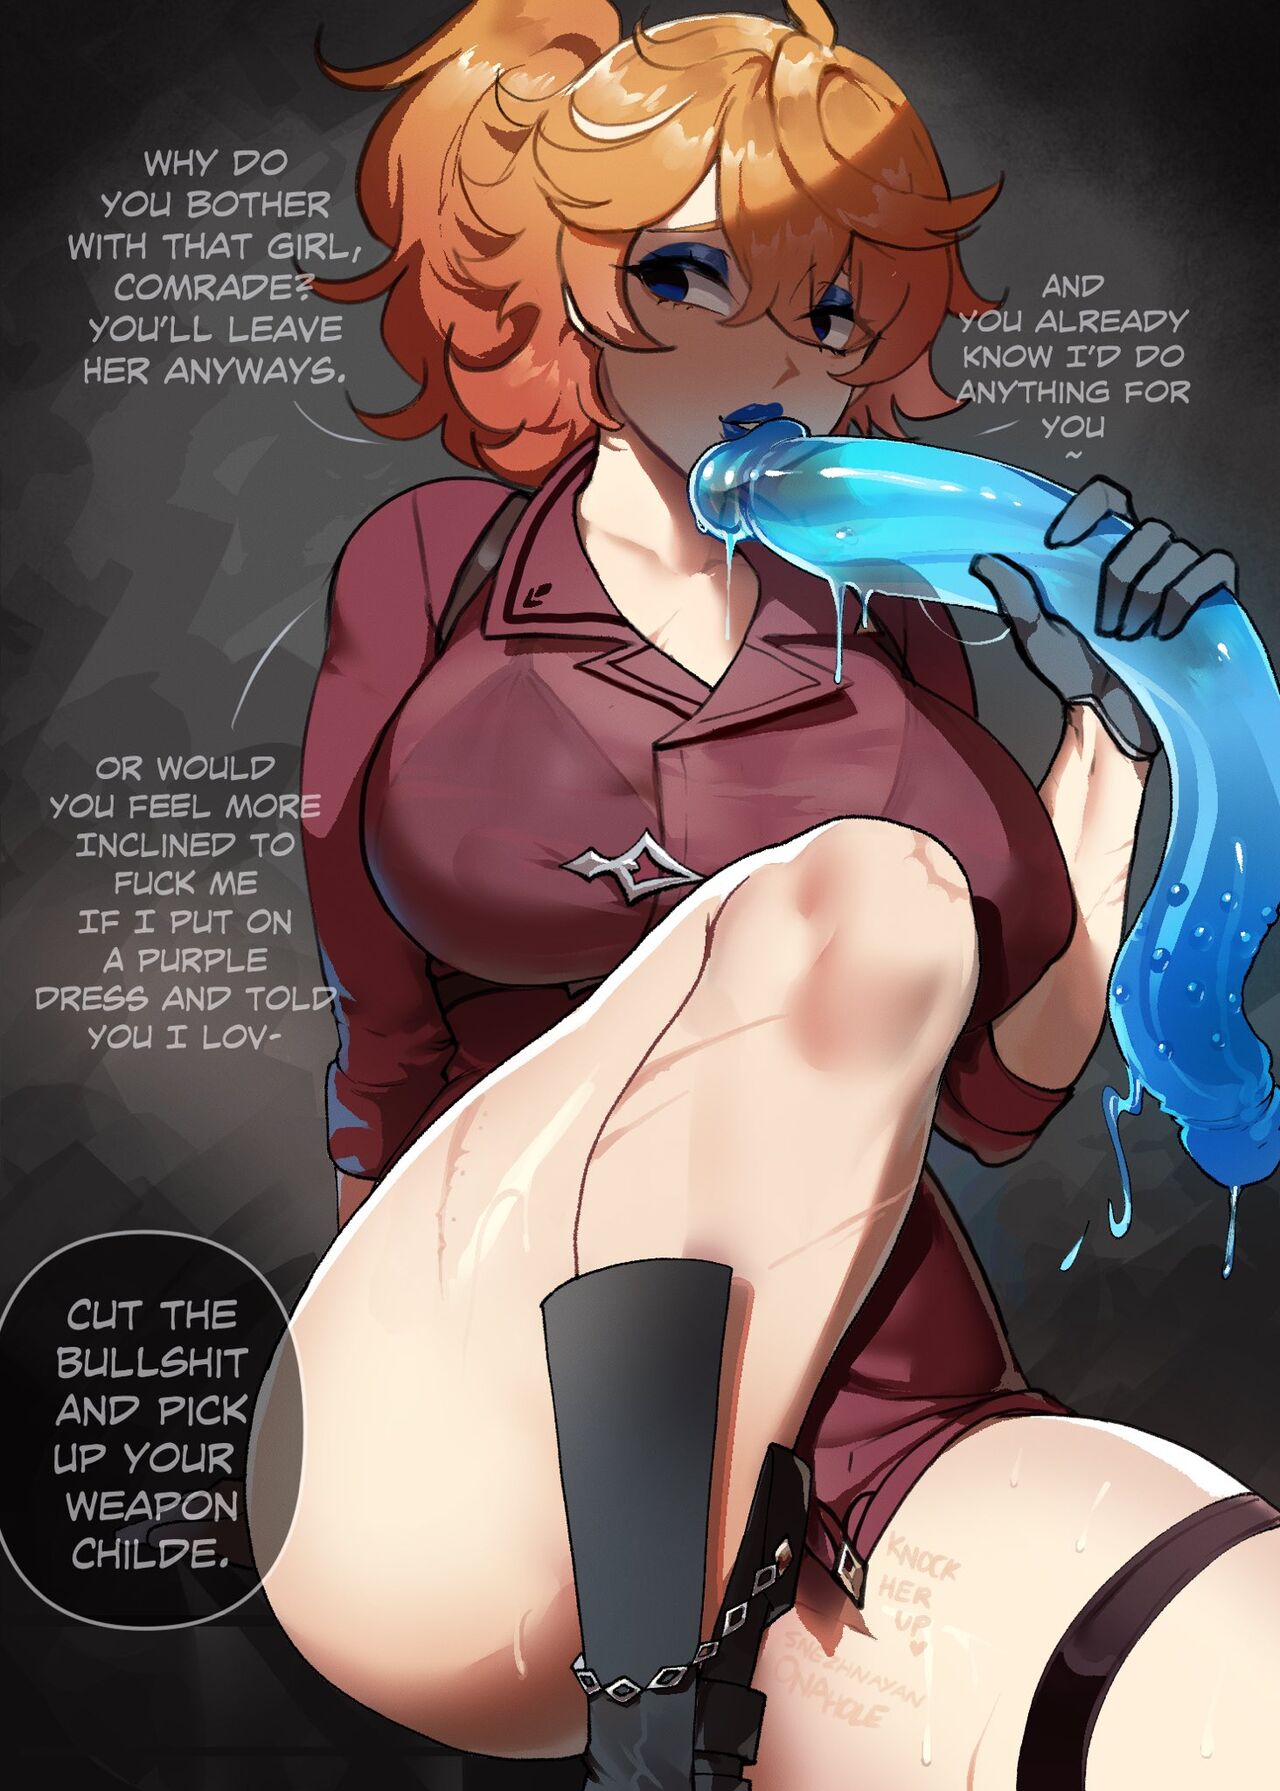 WHY DO
YOU BOTHER
WITH THAT GIRL,
COMRADE?
YOU'LL LEAVE
HER ANYWAYS.
AND
YOU ALREADY
KNOW I'D DO
ANYTHING FOR
YOU
~
OR WOULD
YOU FEEL MORE
INCLINED TO
FUCK ME
IF I PUT ON
A PURPLE
DRESS AND TOLD
YOU I LOV-
CUT THE
BULLSHIT
AND PICK
UP YOUR
WEAPON
CHILDE.
KNOCK
HER
UP
SNEZHNAYAN
ONAHOLE